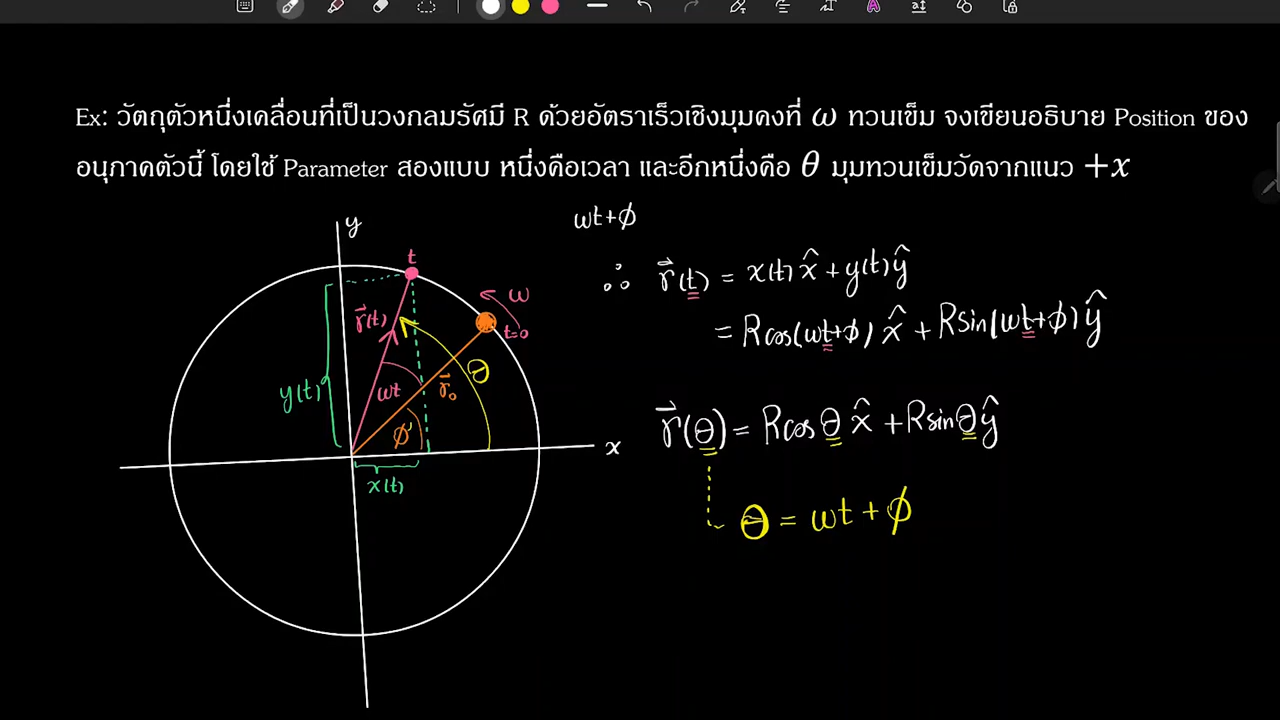 Ex: วัตถุตัวหนึ่งเคลื่อนที่เป็นวงกลมรัศมี R ด้วยอัตราเร็วเชิงมุมคงที่ ω ทวนเข็ม จงเขียนอธิบาย Position ของ
อนุภาคตัวนี้ โดยใช้ Parameter สองแบบ หนึ่งคือเวลา และอีกหนึ่งคือ θ มุมทวนเข็มวัดจากแนว +x
ωt+ϕ
y
t
∴ r⃗(t) = x(t)x̂+y(t)ŷ
ω
r⃗(t)
t=0
= Rcos(ωt+ϕ) x̂ + Rsin(ωt+ϕ) ŷ
θ
y(t)
ωt
r⃗₀
ϕ
r⃗(θ) = Rcosθ x̂ + Rsinθ ŷ
x
x(t)
θ = ωt + ϕ